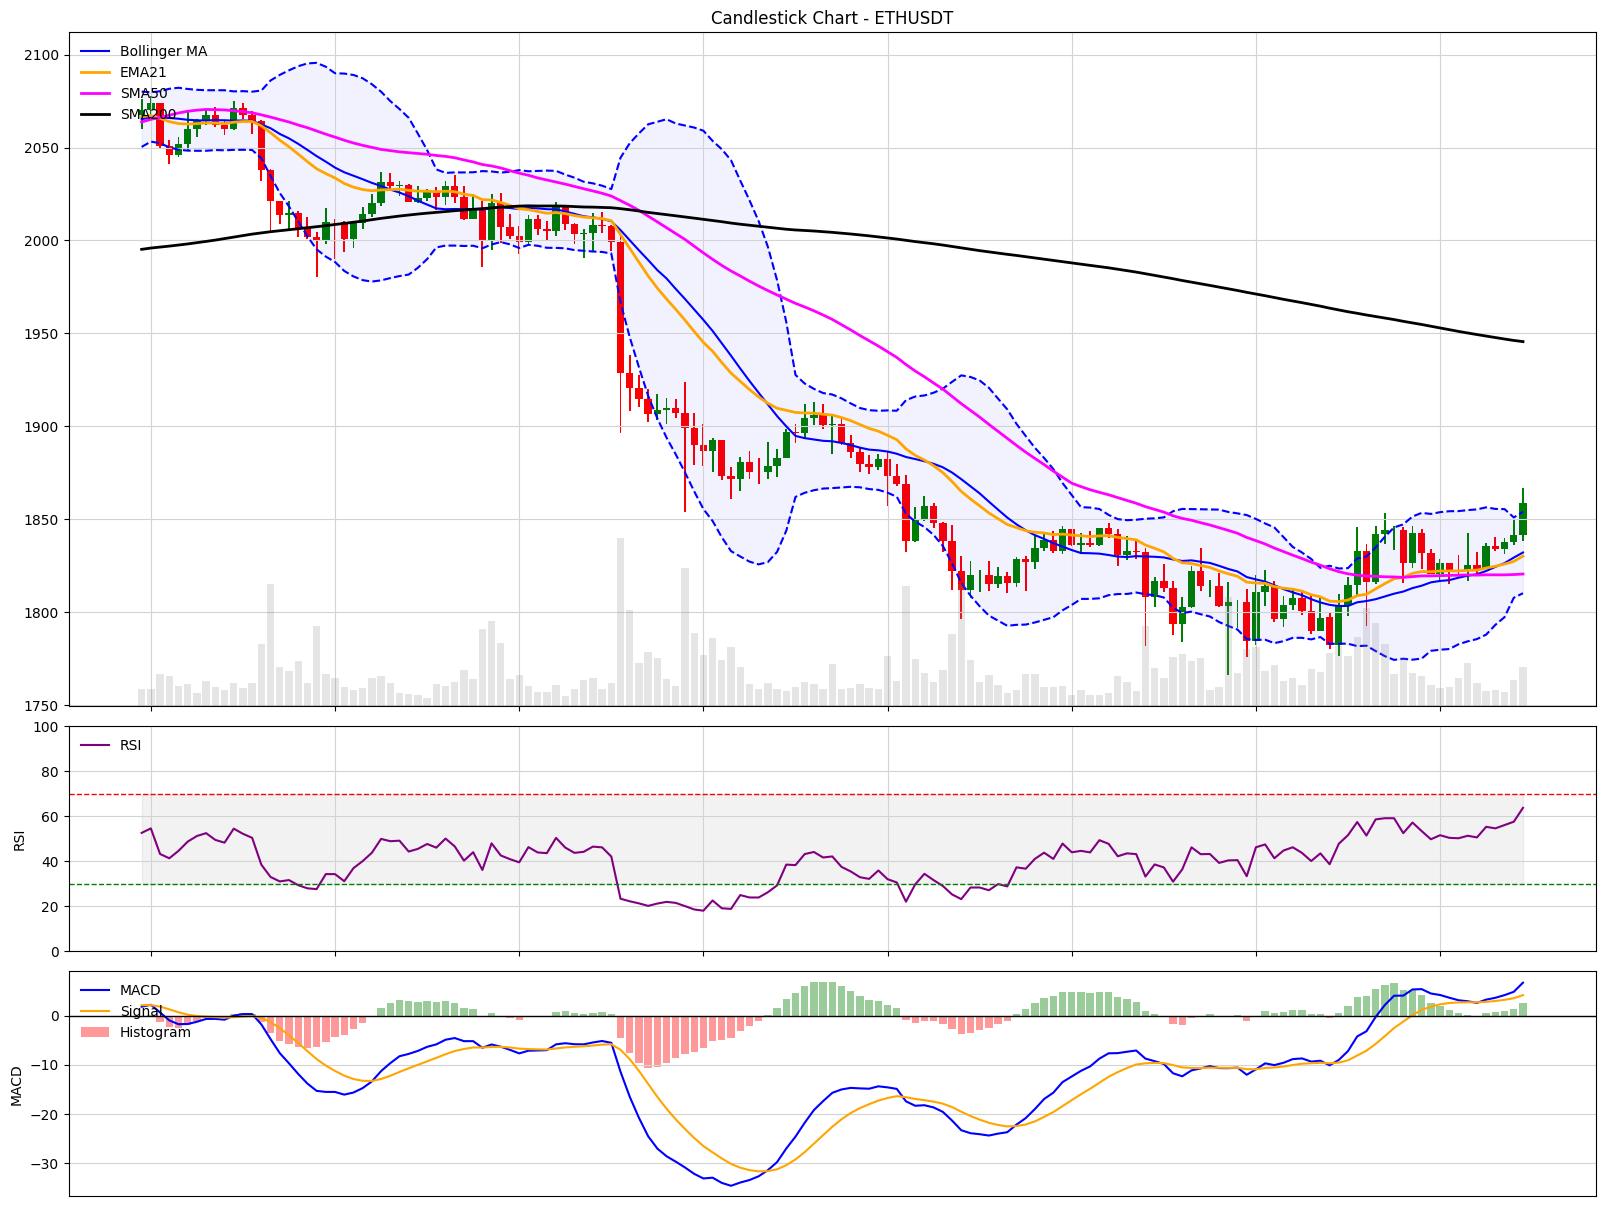 Candlestick Chart - ETHUSDT
2100
2050
2000
1950
1900
1850
1800
1750
Bollinger MA
EMA21
SMA50
SMA200
100
80
60
40
20
0
RSI
RSI
0
−10
−20
−30
MACD
MACD
Signal
Histogram